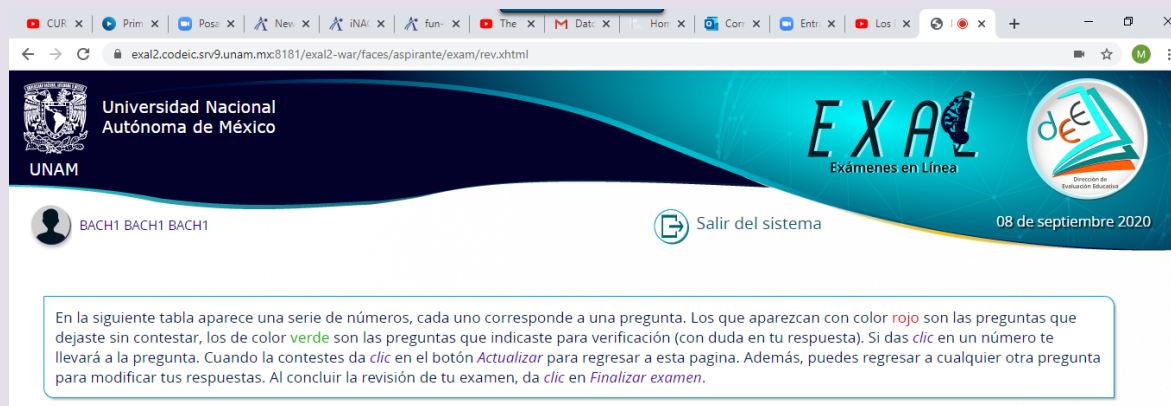 CUR
Prim
Posa
New
iNAC
fun-
The
Datc
Hon
Corr
Entr
Los
exal2.codeic.srv9.unam.mx:8181/exal2-war/faces/aspirante/exam/rev.xhtml
M
Universidad Nacional
Autónoma de México
UNAM
EXAL
Exámenes en Línea
deE
Dirección de
Evaluación Educativa
BACH1 BACH1 BACH1
Salir del sistema
08 de septiembre 2020
En la siguiente tabla aparece una serie de números, cada uno corresponde a una pregunta. Los que aparezcan con color rojo son las preguntas que
dejaste sin contestar, los de color verde son las preguntas que indicaste para verificación (con duda en tu respuesta). Si das clic en un número te
llevará a la pregunta. Cuando la contestes da clic en el botón Actualizar para regresar a esta pagina. Además, puedes regresar a cualquier otra pregunta
para modificar tus respuestas. Al concluir la revisión de tu examen, da clic en Finalizar examen.